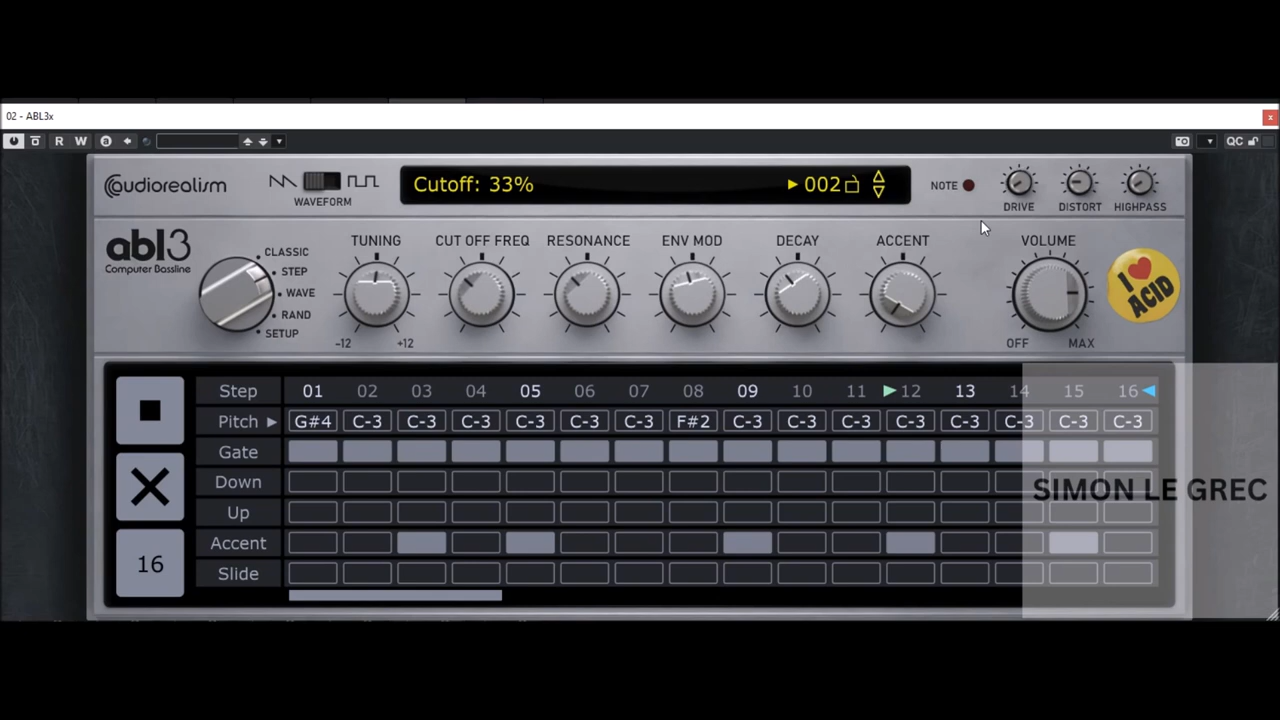 02 - ABL3x
R W a QC
audiorealism
WAVEFORM
Cutoff: 33%
002
NOTE
DRIVE
DISTORT
HIGHPASS
abl3
Computer Bassline
CLASSIC
STEP
WAVE
RAND
SETUP
TUNING
-12 +12
CUT OFF FREQ
RESONANCE
ENV MOD
DECAY
ACCENT
VOLUME
OFF MAX
I ❤ ACID
Step 01 02 03 04 05 06 07 08 09 10 11 12 13 14 15 16
Pitch G#4 C-3 C-3 C-3 C-3 C-3 C-3 F#2 C-3 C-3 C-3 C-3 C-3 C-3 C-3 C-3
Gate
Down
Up
Accent
Slide
16
SIMON LE GREC